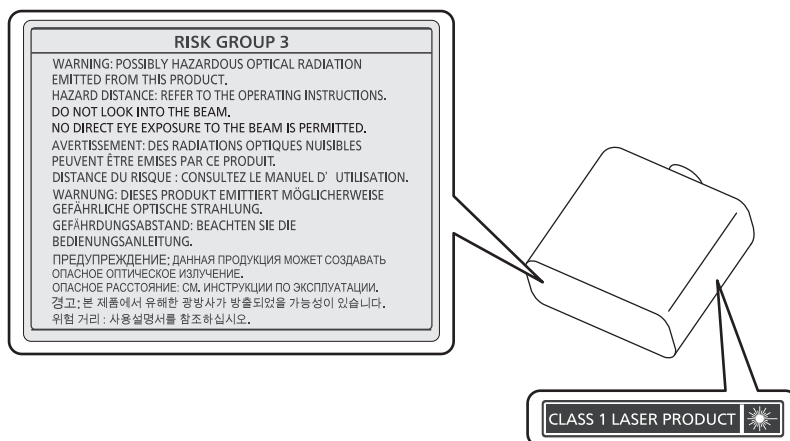 RISK GROUP 3
WARNING: POSSIBLY HAZARDOUS OPTICAL RADIATION
EMITTED FROM THIS PRODUCT.
HAZARD DISTANCE: REFER TO THE OPERATING INSTRUCTIONS.
DO NOT LOOK INTO THE BEAM.
NO DIRECT EYE EXPOSURE TO THE BEAM IS PERMITTED.
AVERTISSEMENT: DES RADIATIONS OPTIQUES NUISIBLES
PEUVENT ÊTRE EMISES PAR CE PRODUIT.
DISTANCE DU RISQUE : CONSULTEZ LE MANUEL D' UTILISATION.
WARNUNG: DIESES PRODUKT EMITTIERT MÖGLICHERWEISE
GEFÄHRLICHE OPTISCHE STRAHLUNG.
GEFÄHRDUNGSABSTAND: BEACHTEN SIE DIE
BEDIENUNGSANLEITUNG.
ПРЕДУПРЕЖДЕНИЕ: ДАННАЯ ПРОДУКЦИЯ МОЖЕТ СОЗДАВАТЬ
ОПАСНОЕ ОПТИЧЕСКОЕ ИЗЛУЧЕНИЕ.
ОПАСНОЕ РАССТОЯНИЕ: СМ. ИНСТРУКЦИИ ПО ЭКСПЛУАТАЦИИ.
경고: 본 제품에서 유해한 광방사가 방출되었을 가능성이 있습니다.
위험 거리 : 사용설명서를 참조하십시오.
CLASS 1 LASER PRODUCT